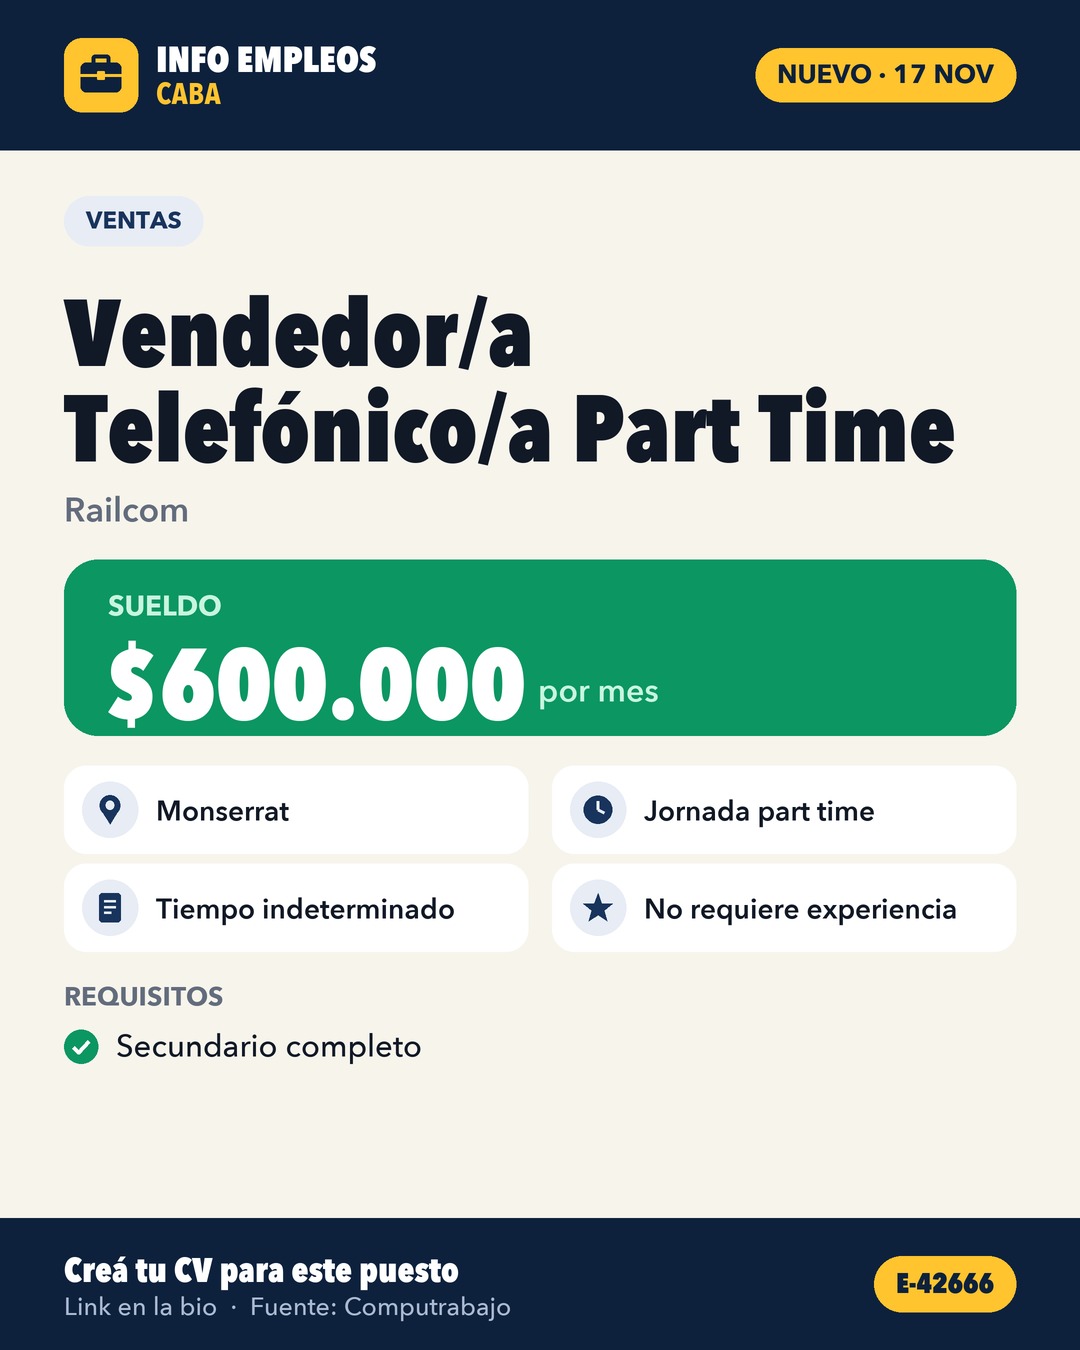 INFO EMPLEOS
CABA
NUEVO · 17 NOV
VENTAS
Vendedor/a
Telefónico/a Part Time
Railcom
SUELDO
$600.000 por mes
Monserrat
Jornada part time
Tiempo indeterminado
No requiere experiencia
REQUISITOS
Secundario completo
Creá tu CV para este puesto
Link en la bio · Fuente: Computrabajo
E-42666